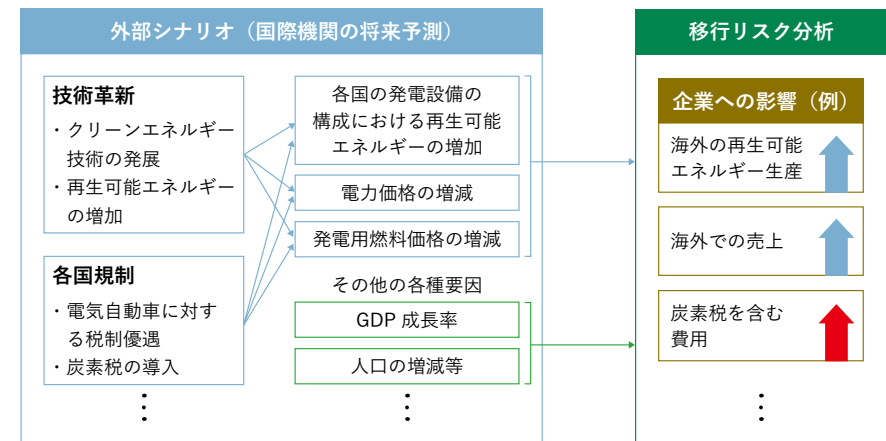 外部シナリオ（国際機関の将来予測）
技術革新
・クリーンエネルギー
技術の発展
・再生可能エネルギー
の増加
各国規制
・電気自動車に対す
る税制優遇
・炭素税の導入
⋮
各国の発電設備の
構成における再生可能
エネルギーの増加
電力価格の増減
発電用燃料価格の増減
その他の各種要因
GDP 成長率
人口の増減等
⋮
移行リスク分析
企業への影響（例）
海外の再生可能
エネルギー生産
海外での売上
炭素税を含む
費用
⋮